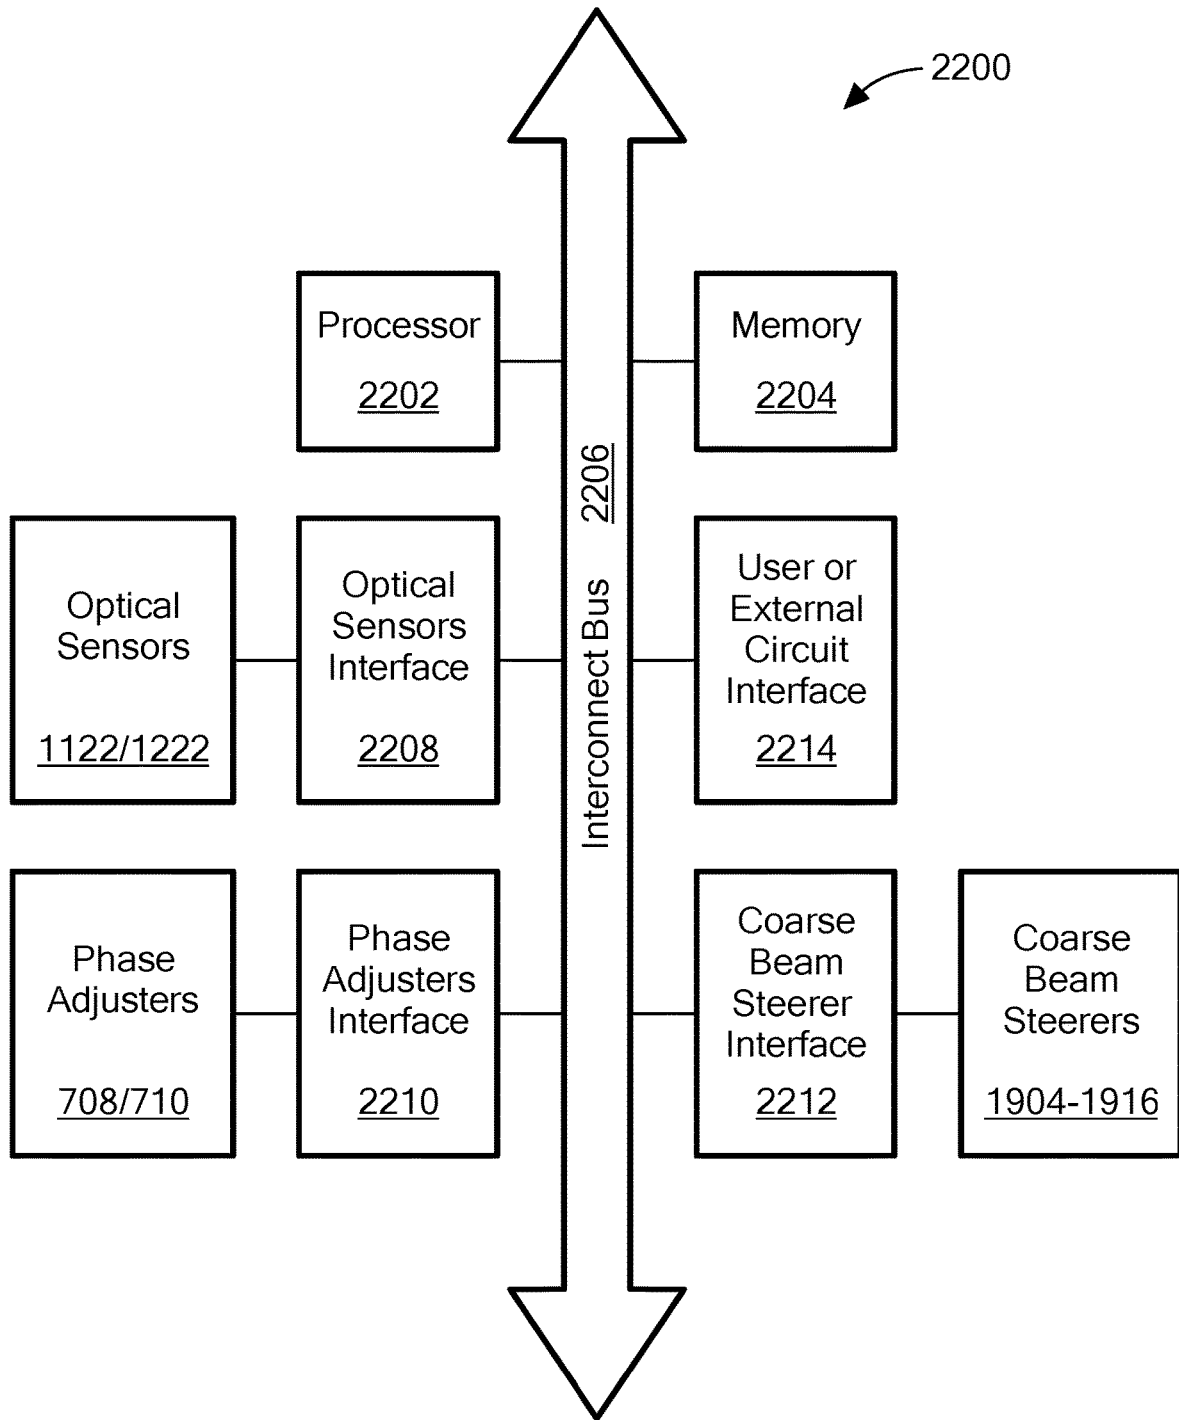 2200
Processor
2202
Memory
2204
Interconnect Bus 2206
Optical
Sensors
1122/1222
Optical
Sensors
Interface
2208
User or
External
Circuit
Interface
2214
Phase
Adjusters
708/710
Phase
Adjusters
Interface
2210
Coarse
Beam
Steerer
Interface
2212
Coarse
Beam
Steerers
1904-1916